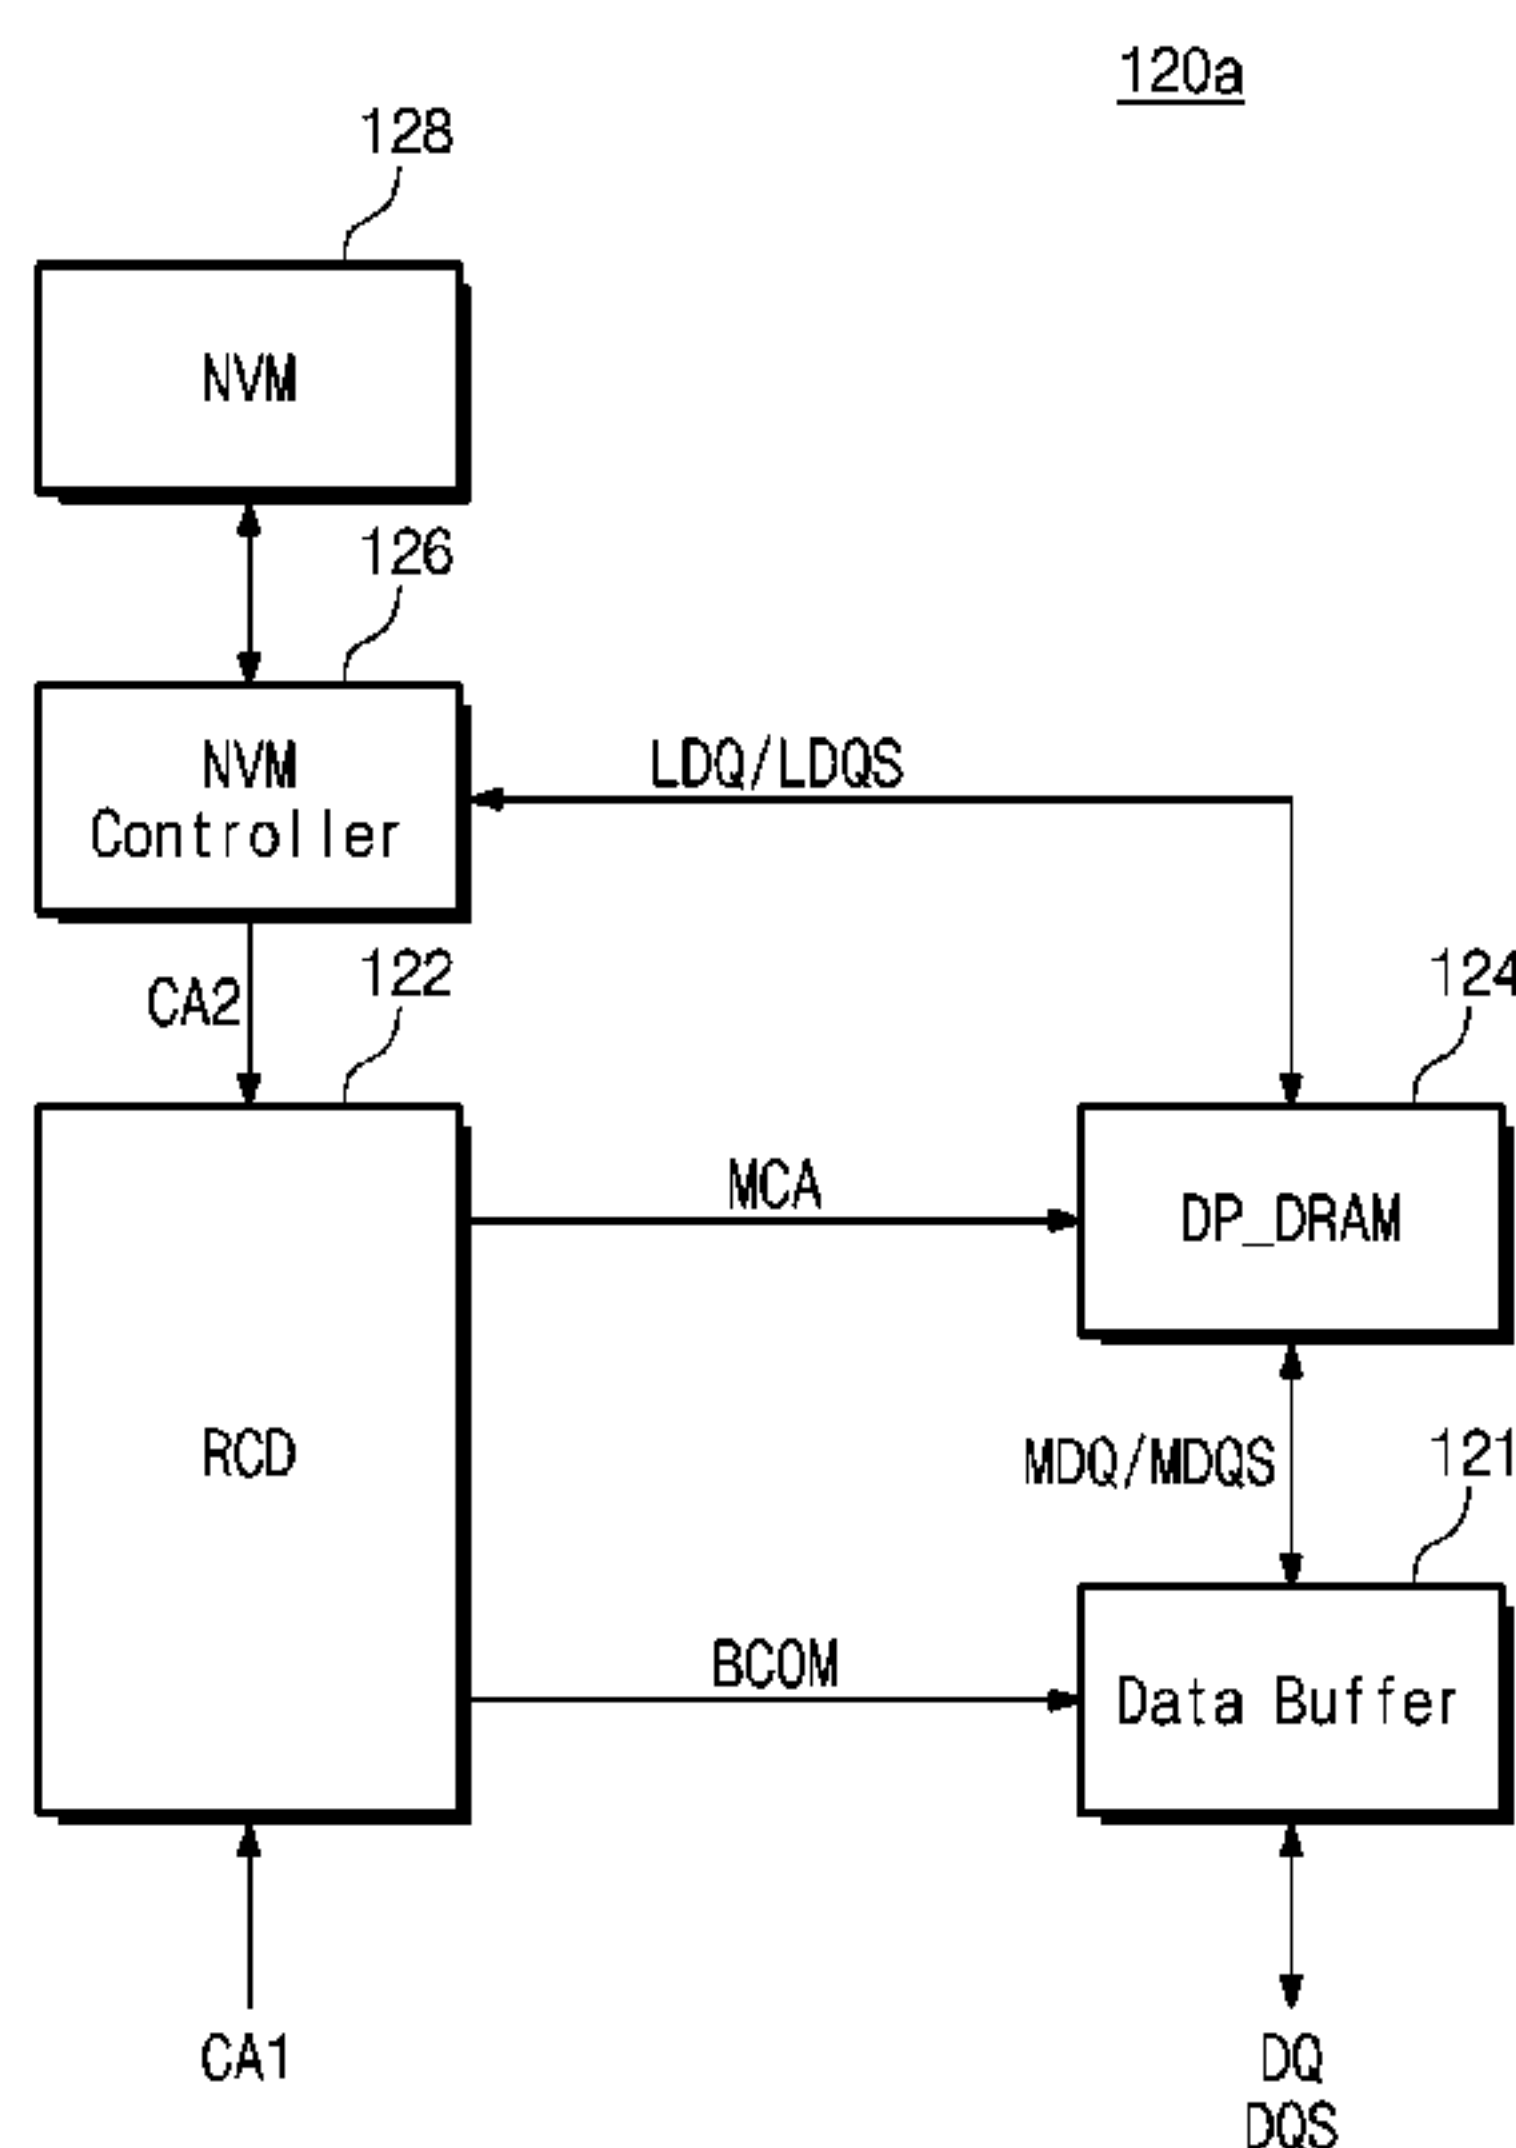 120a
128
NVM
126
NVM
Controller
LDQ/LDQS
CA2
122
124
MCA
DP_DRAM
RCD
MDQ/MDQS
121
BCOM
Data Buffer
CA1
DQ
DQS